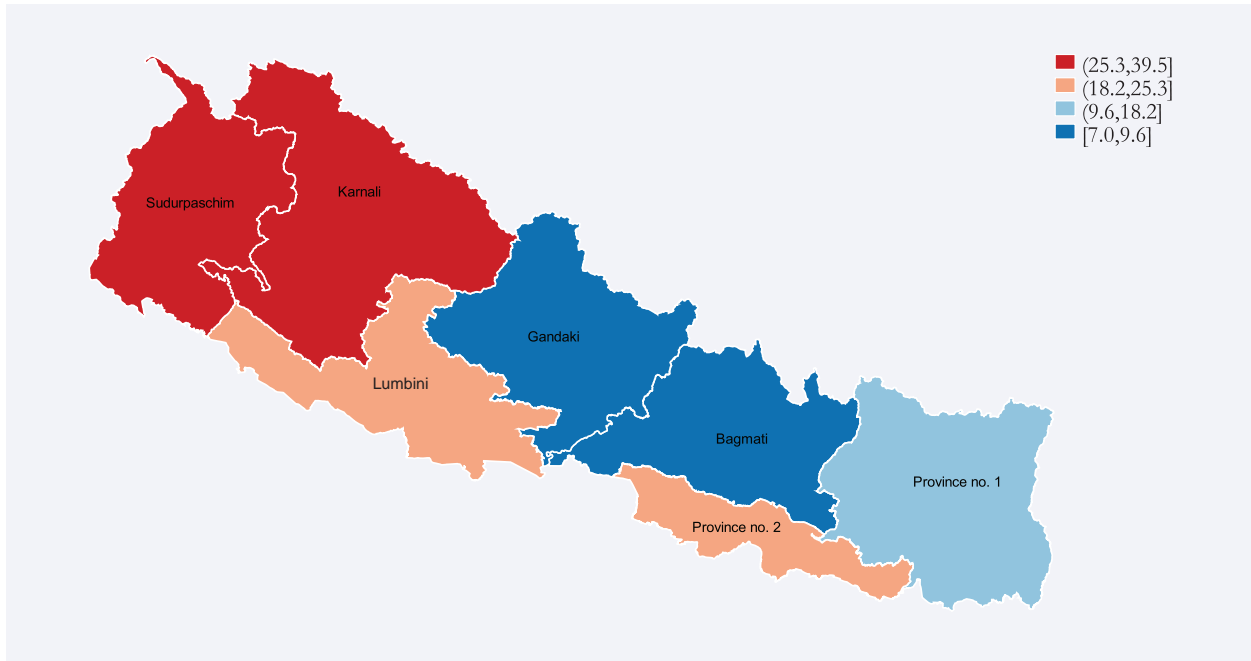 (25.3,39.5]
(18.2,25.3]
(9.6,18.2]
[7.0,9.6]
Karnali
Sudurpaschim
Gandaki
Lumbini
Bagmati
Province no. 1
Province no. 2